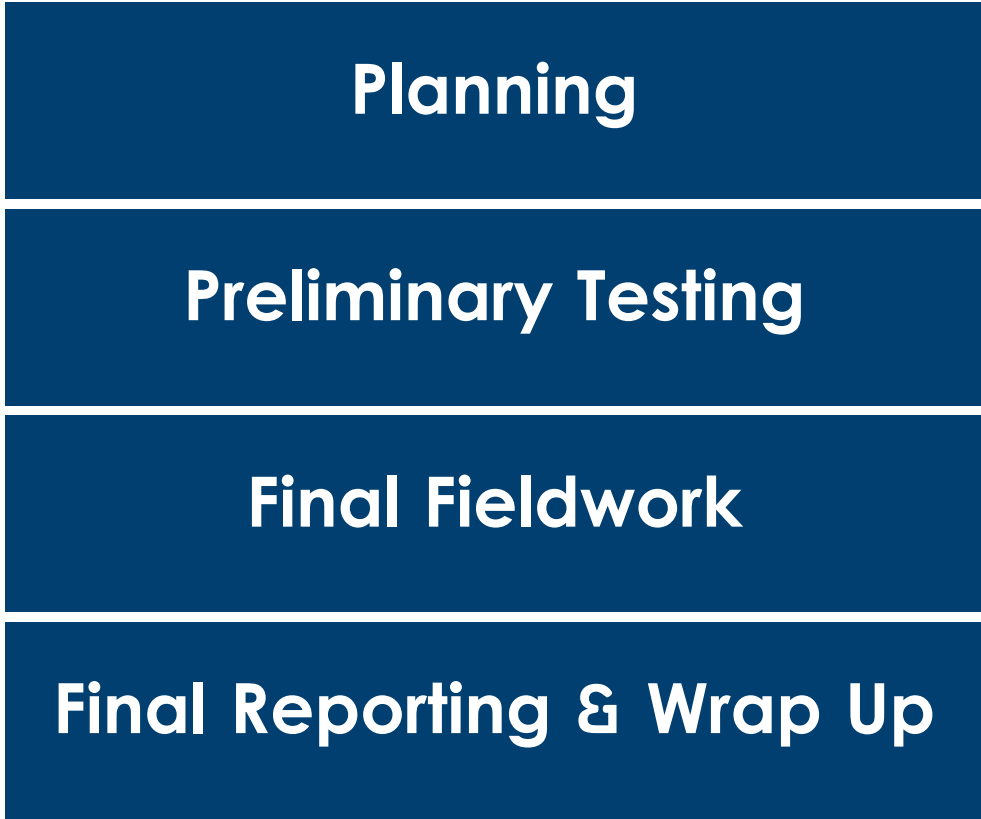 Planning
Preliminary Testing
Final Fieldwork
Final Reporting & Wrap Up